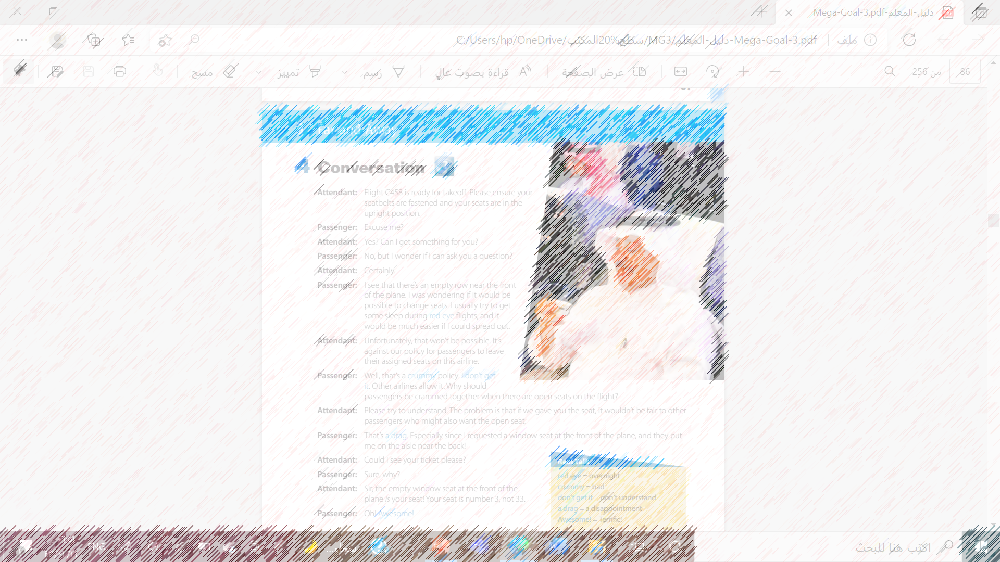 دليل-المعلم-Mega-Goal-3.pdf
ملف
C:/Users/hp/OneDrive/سطح%20المكتب/MG3/دليل-المعلم-Mega-Goal-3.pdf
86 من 256
عرض الصفحة
قراءة بصوت عالٍ
رسم
تمييز
مسح
Far and Away
4 Conversation
Attendant: Flight C458 is ready for takeoff. Please ensure your
seatbelts are fastened and your seats are in the
upright position.
Passenger: Excuse me?
Attendant: Yes? Can I get something for you?
Passenger: No, but I wonder if I can ask you a question?
Attendant: Certainly.
Passenger: I see that there's an empty row near the front
of the plane. I was wondering if it would be
possible to change seats. I usually try to get
some sleep during red eye flights, and it
would be much easier if I could spread out.
Attendant: Unfortunately, that won't be possible. It's
against our policy for passengers to leave
their assigned seats on this airline.
Passenger: Well, that's a crummy policy. I don't get
it. Other airlines allow it. Why should
passengers be crammed together when there are open seats on the flight?
Attendant: Please try to understand. The problem is that if we gave you the seat, it wouldn't be fair to other
passengers who might also want the open seat.
Passenger: That's a drag. Especially since I requested a window seat at the front of the plane, and they put
me on the aisle near the back!
Attendant: Could I see your ticket please?
Passenger: Sure, why?
Attendant: Sir, the empty window seat at the front of the
plane is your seat! Your seat is number 3, not 33.
Passenger: Oh! Awesome!
Real Talk
red eye = overnight
crummy = bad
don't get it = don't understand
a drag = a disappointment
Awesome! = Terrific!
اكتب هنا للبحث
ENG